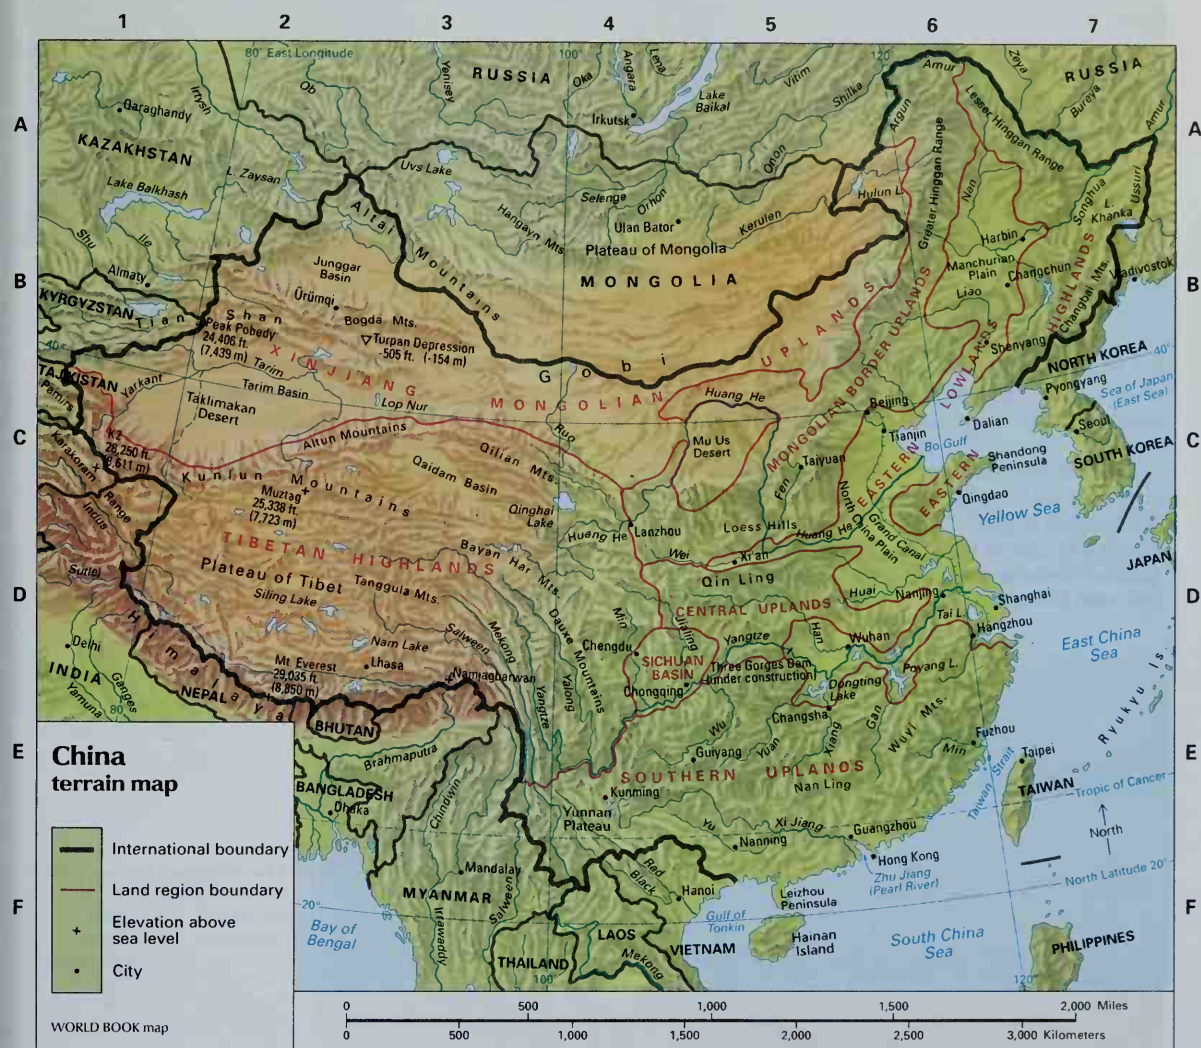 1 2 3 4 5 6 7
A
B
C
D
E
F
A
B
C
D
E
F
80° East Longitude
100°
120°
RUSSIA
RUSSIA
Ob
Irtysh
Yenisey
Oka
Angara
Lena
Lake
Baikal
Vitim
Shilka
Amur
Zeya
Bureya
Amur
Argun
Lesser Hinggan Range
Qaraghandy
Irkutsk
KAZAKHSTAN
Lake Balkhash
L. Zaysan
Uvs Lake
Selenge
Orhon
Onon
Hulun L.
Greater Hinggan Range
Nen
Songhua
Ussuri
L.
Khanka
Shu
Ile
Almaty
Altai Mountains
Hangayn Mts.
Ulan Bator
Kerulen
Plateau of Mongolia
MONGOLIA
Harbin
Manchurian
Plain
Changchun
Liao
HIGHLANDS
Changbai Mts.
Vladivostok
KYRGYZSTAN
Tian Shan
Junggar
Basin
Ürümqi
Bogda Mts.
Peak Pobedy
24,406 ft.
(7,439 m)
Turpan Depression
-505 ft. (-154 m)
XINJIANG
MONGOLIAN
UPLANDS
MONGOLIAN BORDER UPLANDS
Gobi
Shenyang
LOWLANDS
NORTH KOREA
40°
40°
TAJIKISTAN
Pamirs
Yarkant
Tarim
Tarim Basin
Taklimakan
Desert
Lop Nur
Ruo
Huang He
Beijing
Pyongyang
Sea of Japan
(East Sea)
Seoul
SOUTH KOREA
K2
28,250 ft.
(8,611 m)
Karakoram Range
Altun Mountains
Kunlun Mountains
Qilian Mts.
Qaidam Basin
Mu Us
Desert
Tianjin
Dalian
Bo Gulf
Taiyuan
Fen
Shandong
Peninsula
EASTERN
EASTERN
Qingdao
Yellow Sea
Muztag
25,338 ft.
(7,723 m)
Qinghai
Lake
Indus
Huang He
Lanzhou
Loess Hills
Huang He
North China Plain
Grand Canal
JAPAN
TIBETAN HIGHLANDS
Bayan Har Mts.
Wei
Xi'an
Qin Ling
Sutlej
Plateau of Tibet
Siling Lake
Tanggula Mts.
Huai
Nanjing
Shanghai
Tai L.
Hangzhou
CENTRAL UPLANDS
Himalaya
Delhi
Nam Lake
Salween
Mekong
Dauxe Mountains
Min
Jialing
Chengdu
Yangtze
Han
Wuhan
East China
Sea
SICHUAN
BASIN
Three Gorges Dam
(under construction)
Poyang L.
INDIA
Ganges
Yamuna
80°
Mt Everest
29,035 ft.
(8,850 m)
Lhasa
Namjagbarwan
Yangtze
Yalong
Chongqing
Dongting
Lake
Changsha
Ryukyu Is.
NEPAL
BHUTAN
Wu
Yuan
Xiang
Gan
Wuyi Mts.
Fuzhou
Min
Guiyang
Taipei
Taiwan Strait
TAIWAN
Tropic of Cancer
North
Brahmaputra
SOUTHERN UPLANDS
Nan Ling
BANGLADESH
Dhaka
Chindwin
Kunming
Yunnan
Plateau
Yu
Xi Jiang
Guangzhou
Nanning
Hong Kong
Zhu Jiang
(Pearl River)
North Latitude 20°
Mandalay
MYANMAR
Salween
Irrawaddy
Red
Black
Hanoi
Leizhou
Peninsula
Gulf of
Tonkin
Hainan
Island
South China
Sea
PHILIPPINES
20°
Bay of
Bengal
LAOS
THAILAND
VIETNAM
Mekong
100°
120°
China
terrain map
International boundary
Land region boundary
Elevation above
sea level
City
WORLD BOOK map
0 500 1,000 1,500 2,000 Miles
0 500 1,000 1,500 2,000 2,500 3,000 Kilometers